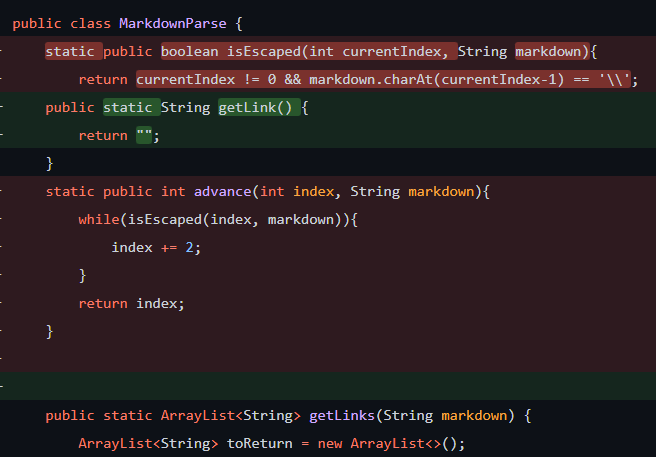 public class MarkdownParse {
- static public boolean isEscaped(int currentIndex, String markdown){
- return currentIndex != 0 && markdown.charAt(currentIndex-1) == '\\';
+ public static String getLink() {
+ return "";
}
- static public int advance(int index, String markdown){
- while(isEscaped(index, markdown)){
- index += 2;
- }
- return index;
- }
-
+
public static ArrayList<String> getLinks(String markdown) {
ArrayList<String> toReturn = new ArrayList<>();